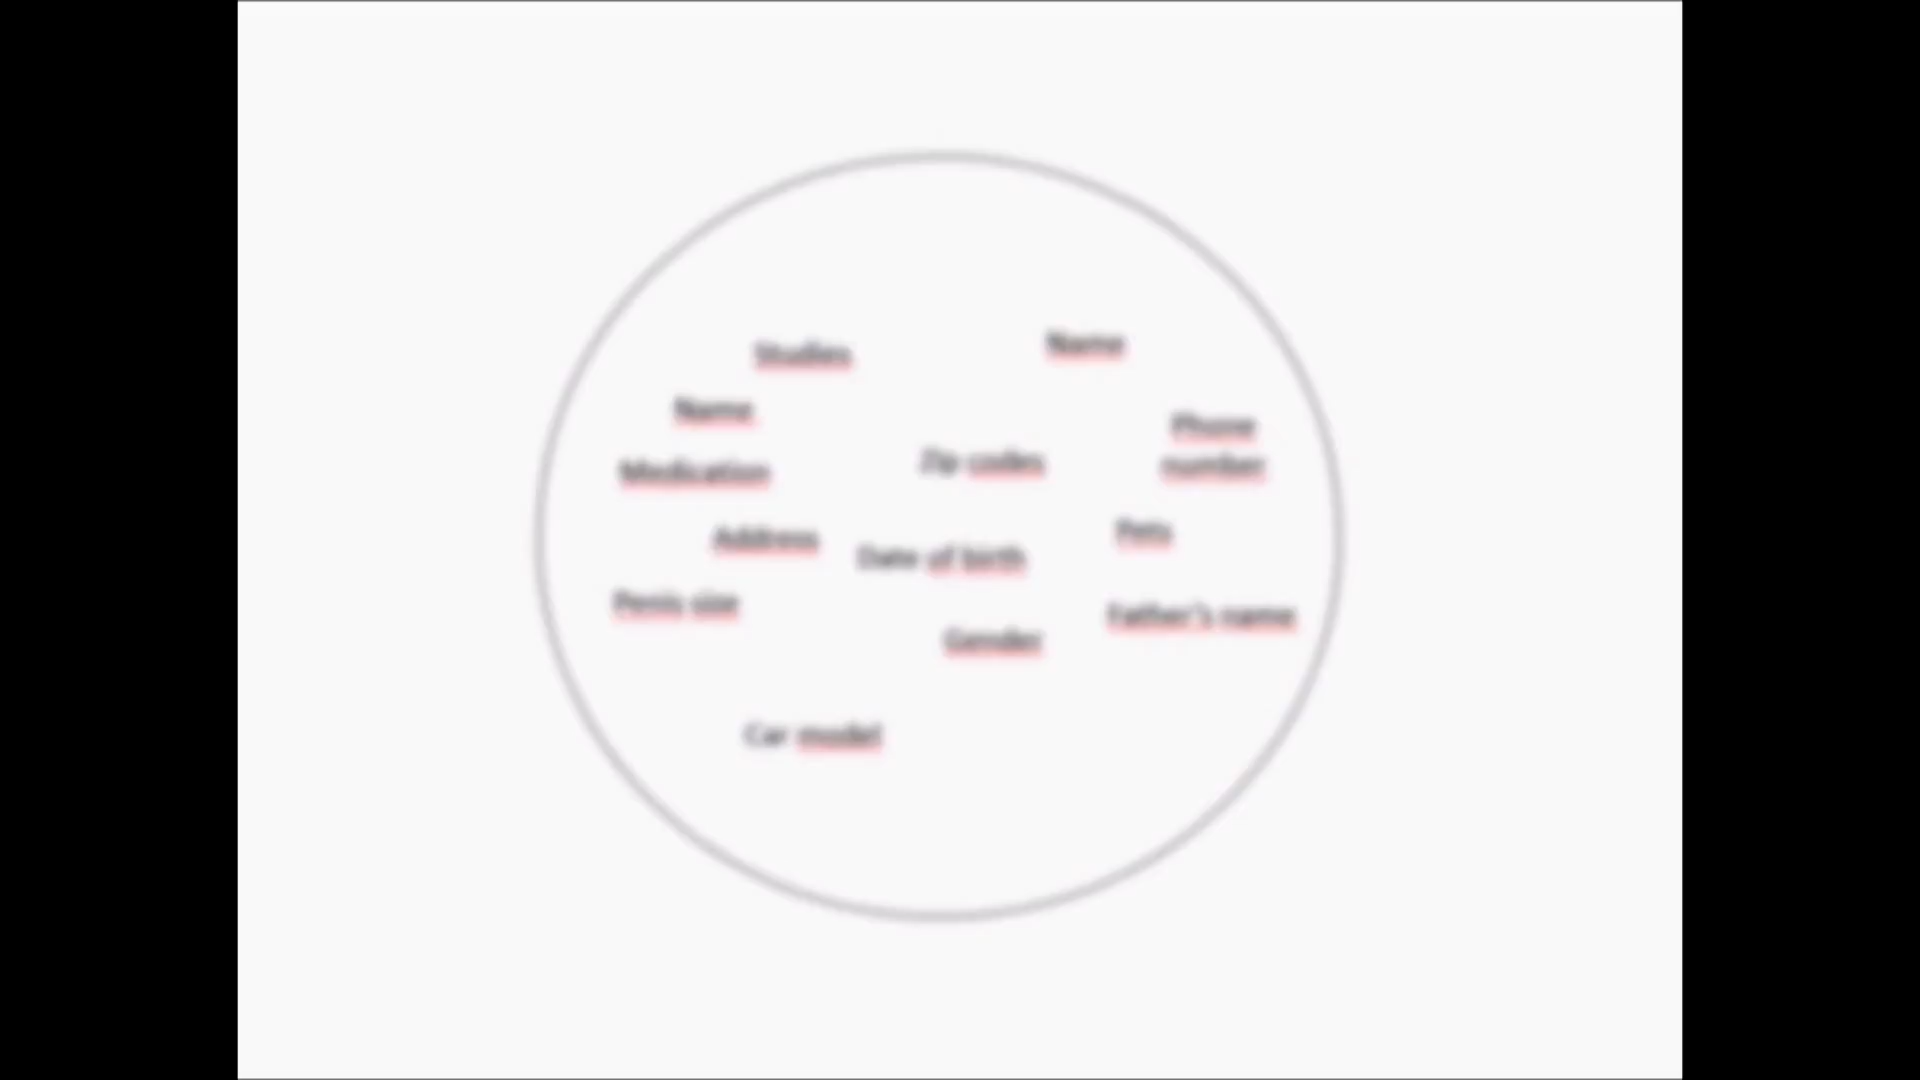 Studies
Name
Name
Phone
number
Medication
Zip codes
Address
Date of birth
Pets
Penis size
Father's name
Gender
Car model